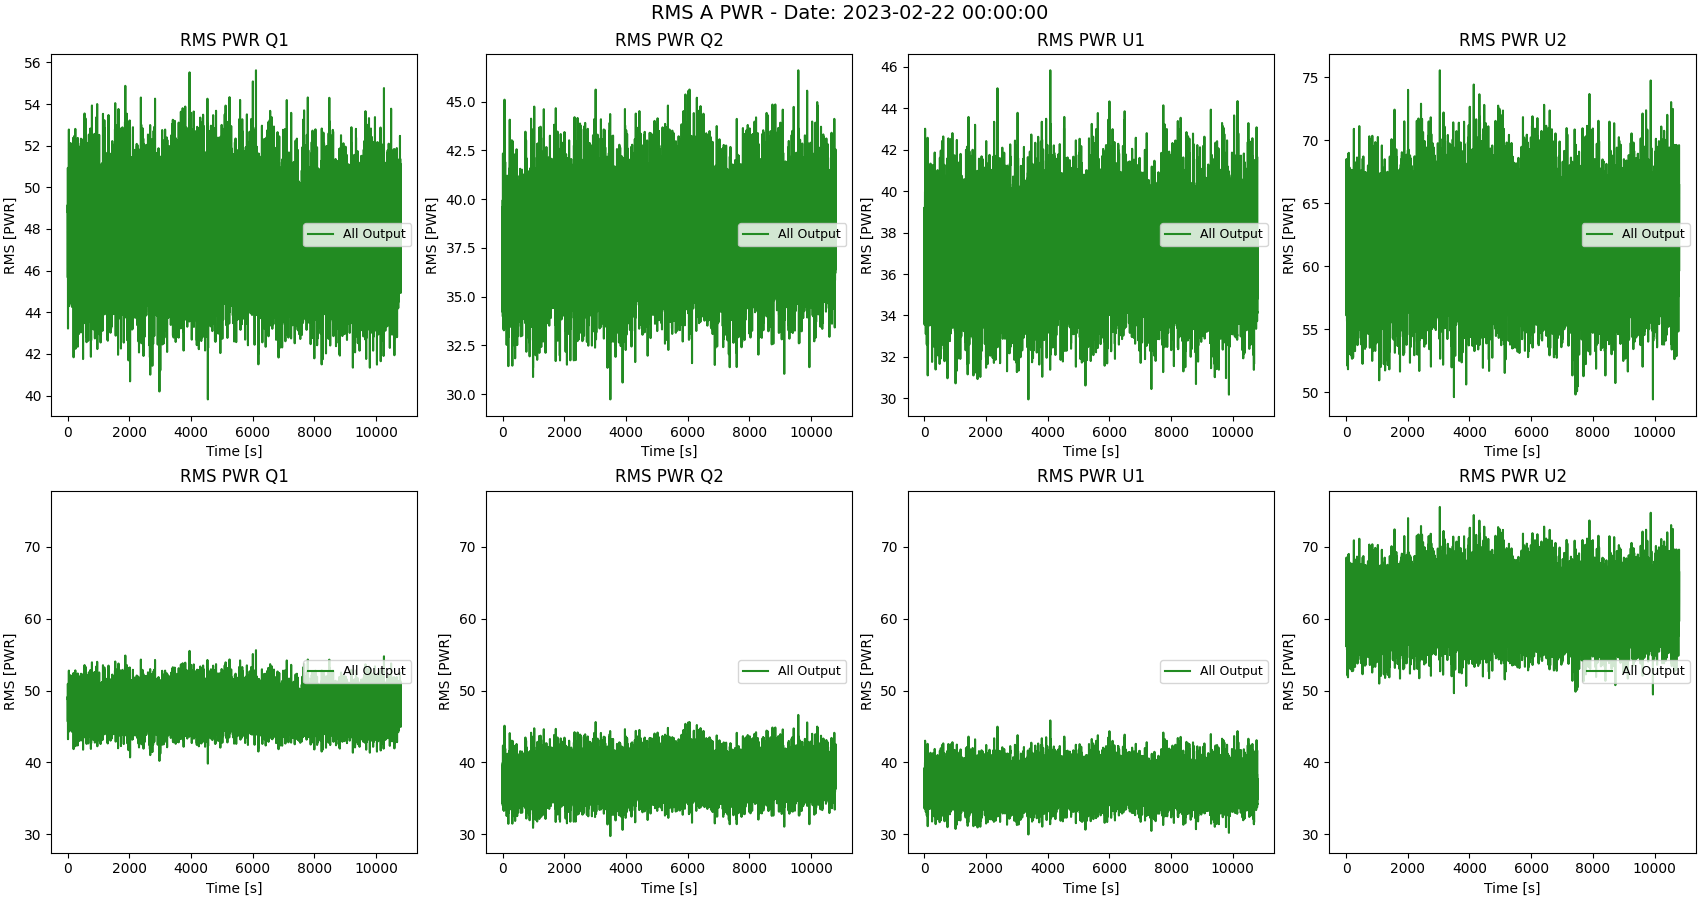 RMS A PWR - Date: 2023-02-22 00:00:00
RMS PWR Q1
RMS PWR Q2
RMS PWR U1
RMS PWR U2
RMS [PWR]
56
54
52
50
48
46
44
42
40
All Output
0 2000 4000 6000 8000 10000
Time [s]
RMS [PWR]
45.0
42.5
40.0
37.5
35.0
32.5
30.0
All Output
0 2000 4000 6000 8000 10000
Time [s]
RMS [PWR]
46
44
42
40
38
36
34
32
30
All Output
0 2000 4000 6000 8000 10000
Time [s]
RMS [PWR]
75
70
65
60
55
50
All Output
0 2000 4000 6000 8000 10000
Time [s]
RMS PWR Q1
RMS PWR Q2
RMS PWR U1
RMS PWR U2
RMS [PWR]
70
60
50
40
30
All Output
0 2000 4000 6000 8000 10000
Time [s]
RMS [PWR]
70
60
50
40
30
All Output
0 2000 4000 6000 8000 10000
Time [s]
RMS [PWR]
70
60
50
40
30
All Output
0 2000 4000 6000 8000 10000
Time [s]
RMS [PWR]
70
60
50
40
30
All Output
0 2000 4000 6000 8000 10000
Time [s]